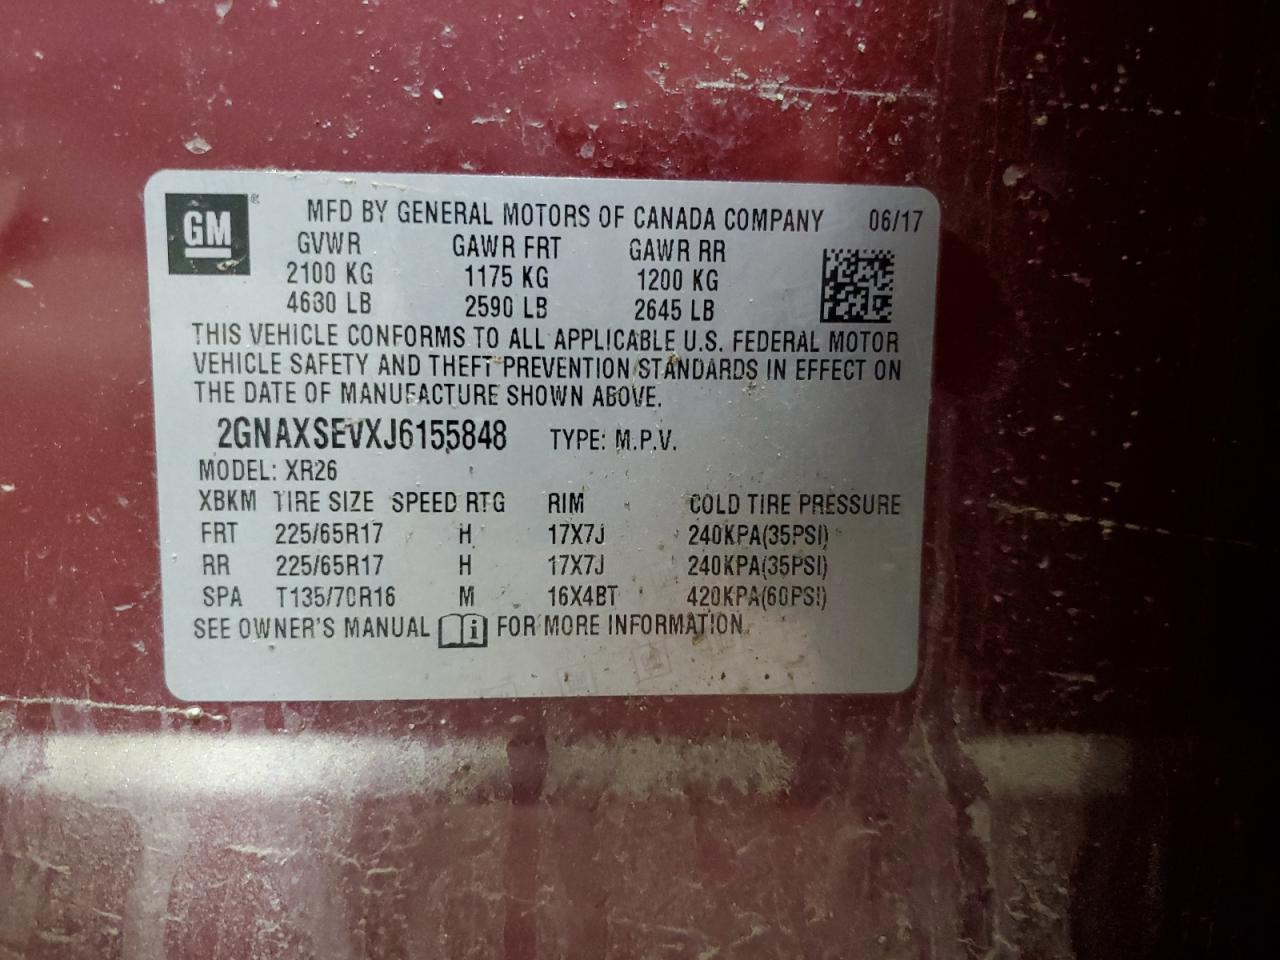 GM ® MFD BY GENERAL MOTORS OF CANADA COMPANY 06/17
GVWR GAWR FRT GAWR RR
2100 KG 1175 KG 1200 KG
4630 LB 2590 LB 2645 LB
THIS VEHICLE CONFORMS TO ALL APPLICABLE U.S. FEDERAL MOTOR
VEHICLE SAFETY AND THEFT PREVENTION STANDARDS IN EFFECT ON
THE DATE OF MANUFACTURE SHOWN ABOVE.
2GNAXSEVXJ6155848 TYPE: M.P.V.
MODEL: XR26
XBKM TIRE SIZE SPEED RTG RIM COLD TIRE PRESSURE
FRT 225/65R17 H 17X7J 240KPA(35PSI)
RR 225/65R17 H 17X7J 240KPA(35PSI)
SPA T135/70R16 M 16X4BT 420KPA(60PSI)
SEE OWNER'S MANUAL i FOR MORE INFORMATION